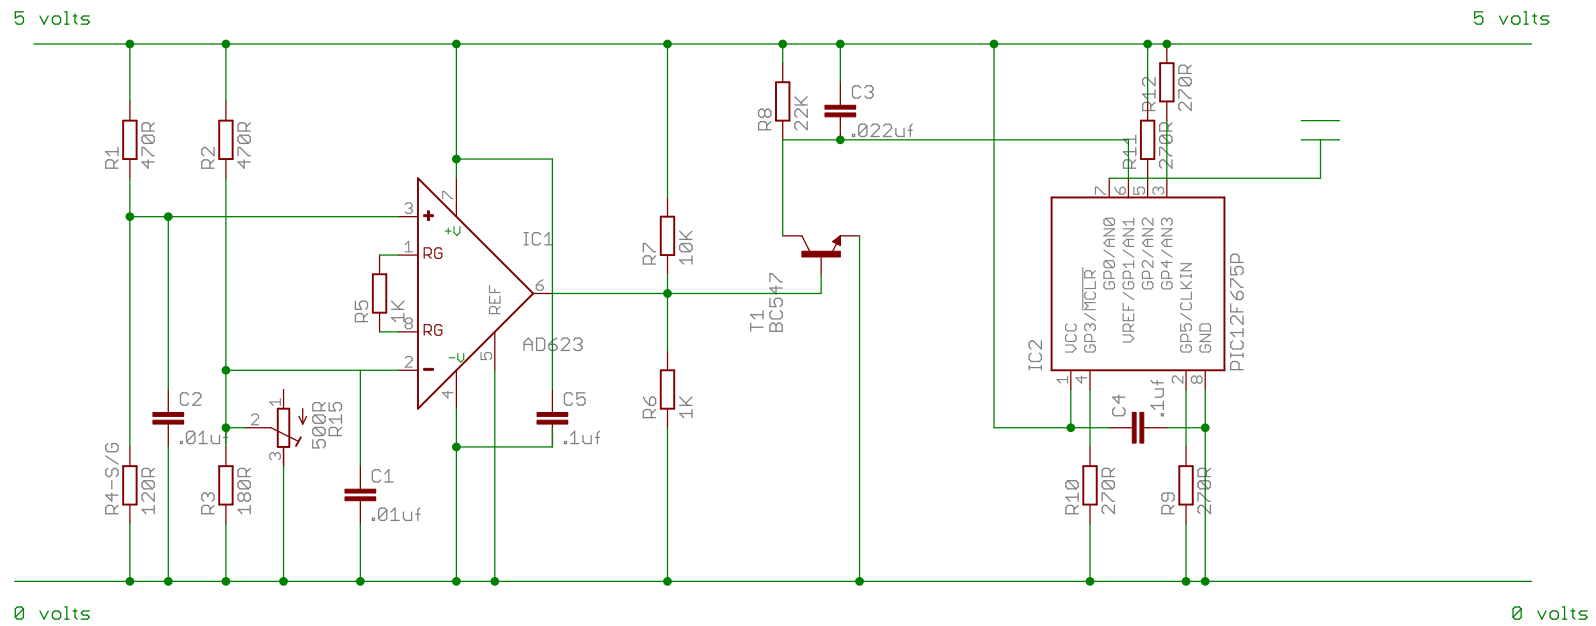 5 volts
5 volts
R1
470R
R2
470R
R8
22K
C3
.022uf
R12
270R
R11
270R
3
7
+V
IC1
1
RG
R5
1K
8
RG
REF
6
5
-V
AD623
2
4
R7
10K
R6
1K
T1
BC547
7
6
5
3
GP0/AN0
VREF/GP1/AN1
GP2/AN2
GP4/AN3
VCC
GP3/MCLR
GP5/CLKIN
GND
IC2
PIC12F675P
1
4
2
8
C4
.1uf
C2
.01uf
1
2
3
500R
R15
C5
.1uf
R4-S/G
120R
R3
180R
C1
.01uf
R10
270R
R9
270R
0 volts
0 volts